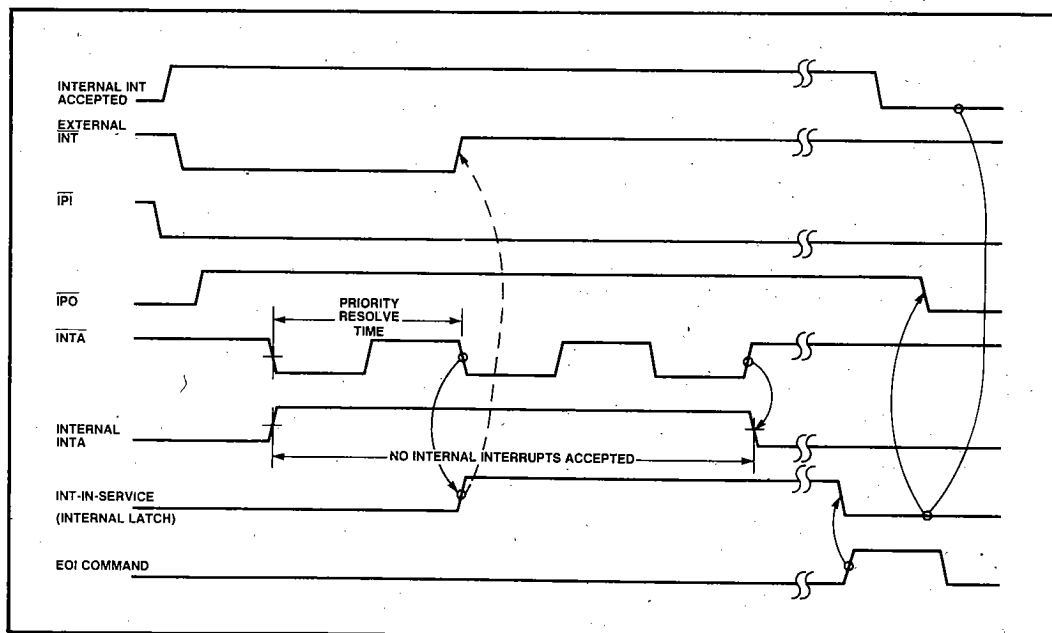 INTERNAL INT
ACCEPTED
EXTERNAL
INT
IPI
IPO
PRIORITY
RESOLVE
TIME
INTA
INTERNAL
INTA
NO INTERNAL INTERRUPTS ACCEPTED
INT-IN-SERVICE
(INTERNAL LATCH)
EOI COMMAND